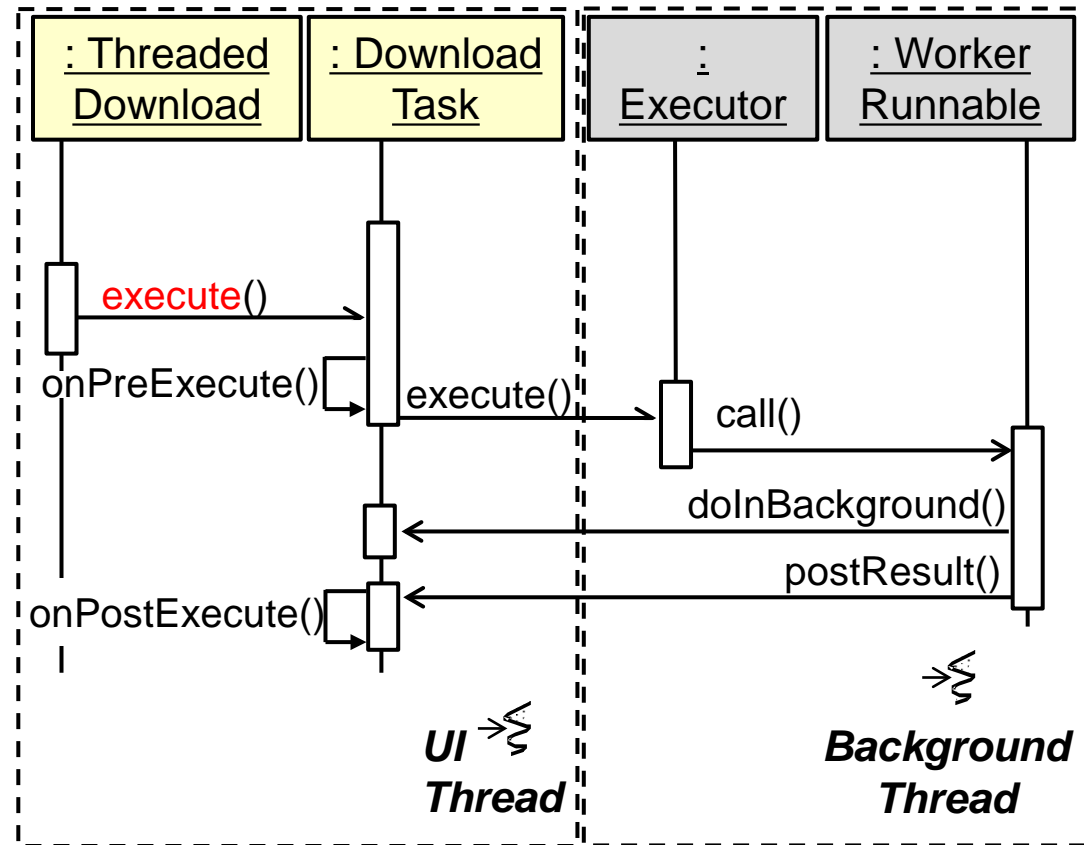 : Threaded
Download
: Download
Task
:
Executor
: Worker
Runnable
execute()
onPreExecute()
execute()
call()
doInBackground()
postResult()
onPostExecute()
UI
Thread
Background
Thread